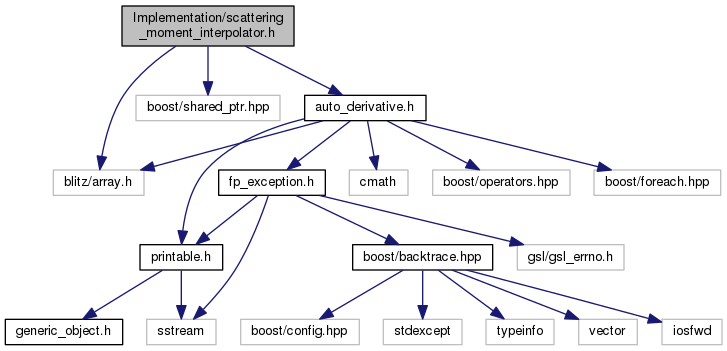 Implementation/scattering
_moment_interpolator.h
boost/shared_ptr.hpp
auto_derivative.h
blitz/array.h
fp_exception.h
cmath
boost/operators.hpp
boost/foreach.hpp
printable.h
boost/backtrace.hpp
gsl/gsl_errno.h
generic_object.h
sstream
boost/config.hpp
stdexcept
typeinfo
vector
iosfwd